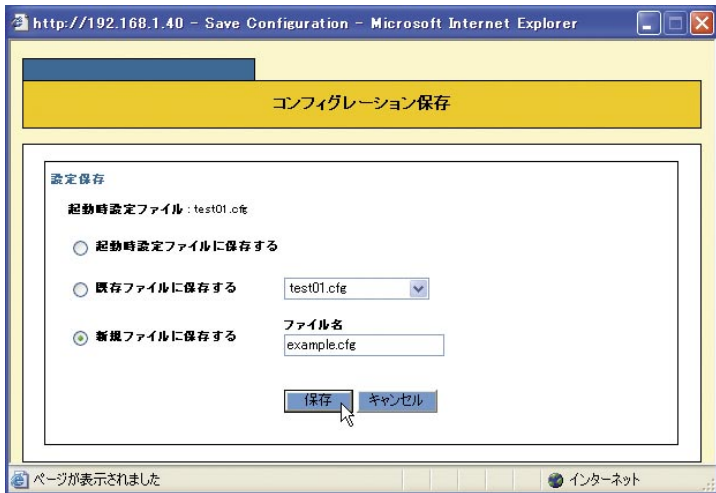 http://192.168.1.40 - Save Configuration - Microsoft Internet Explorer
コンフィグレーション保存
設定保存
起動時設定ファイル : test01.cfg
起動時設定ファイルに保存する
既存ファイルに保存する test01.cfg
ファイル名
新規ファイルに保存する example.cfg
保存 キャンセル
ページが表示されました インターネット